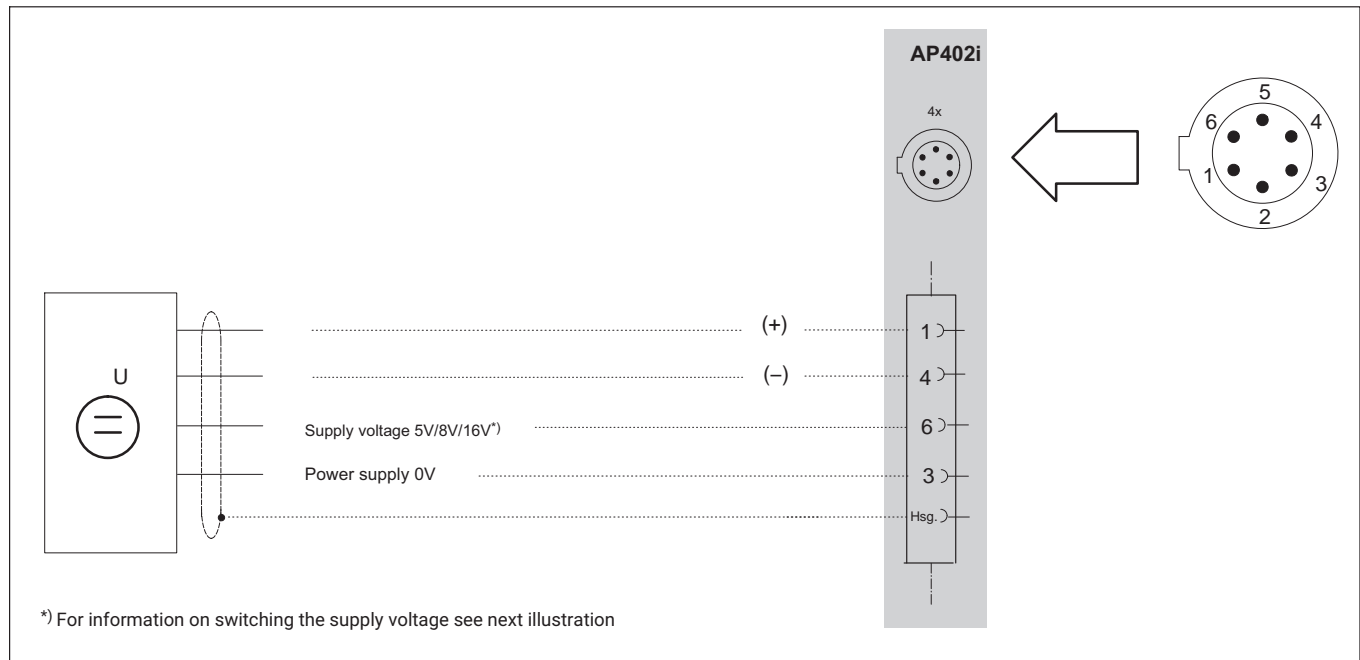 AP402i
4x
5
6 4
1 3
2
(+) 1
U (–) 4
Supply voltage 5V/8V/16V*) 6
Power supply 0V 3
Hsg.
*) For information on switching the supply voltage see next illustration